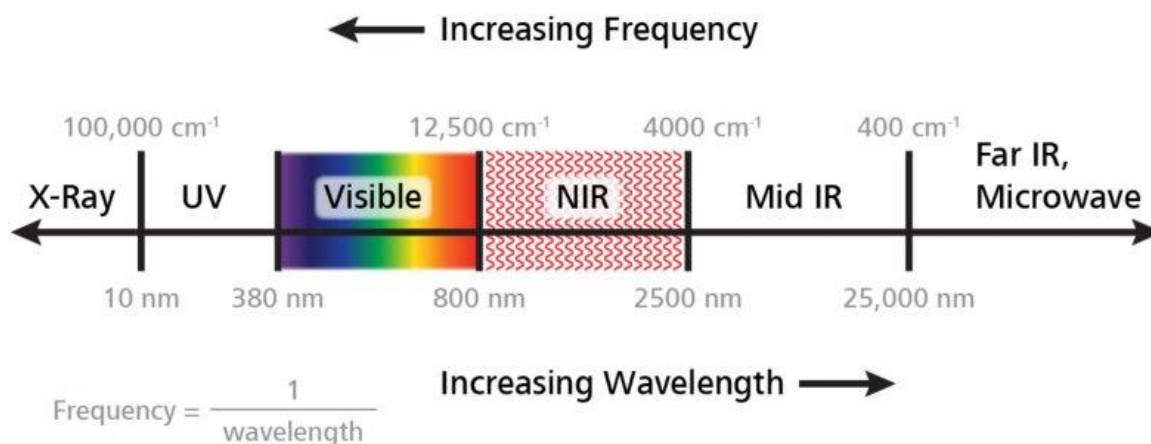 Increasing Frequency
100,000 cm⁻¹ 12,500 cm⁻¹ 4000 cm⁻¹ 400 cm⁻¹
X-Ray UV Visible NIR Mid IR Far IR,
Microwave
10 nm 380 nm 800 nm 2500 nm 25,000 nm
Increasing Wavelength
Frequency = 1
wavelength